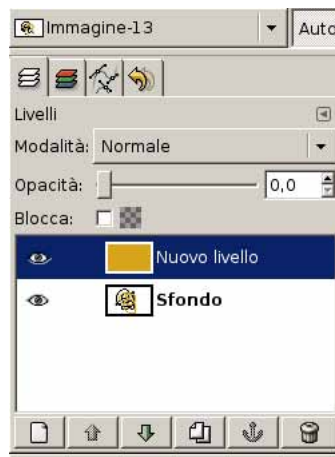 Immagine-13 Auto
Livelli
Modalità: Normale
Opacità: 0,0
Blocca:
Nuovo livello
Sfondo